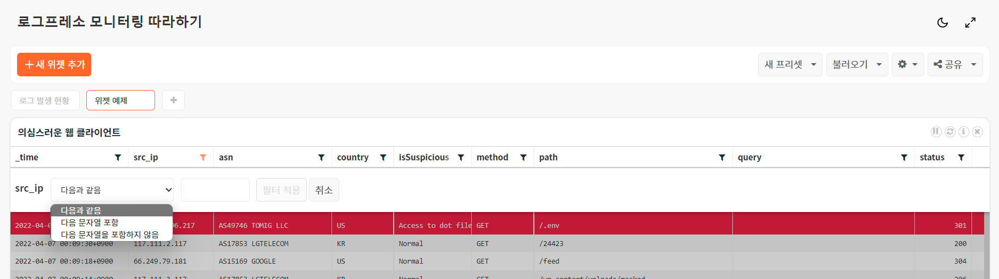 로그프레소 모니터링 따라하기
새 위젯 추가
새 프리셋 불러오기 공유
로그 발생 현황 위젯 예제
의심스러운 웹 클라이언트
_time src_ip asn country isSuspicious method path query status
src_ip 다음과 같음 필터 적용 취소
다음과 같음
다음 문자열 포함
다음 문자열을 포함하지 않음
2022-04-0 96.217 AS49746 TOMIG LLC US Access to dot file GET /.env 301
2022-04-07 00:09:30+0900 117.111.2.117 AS17853 LGTELECOM KR Normal GET /24423 200
2022-04-07 00:09:18+0900 66.249.79.181 AS15169 GOOGLE US Normal GET /feed 304
2022-04-07 00:09:14+0900 117.111.2.117 AS17853 LGTELECOM KR Normal GET /wp-content/uploads/masked 206